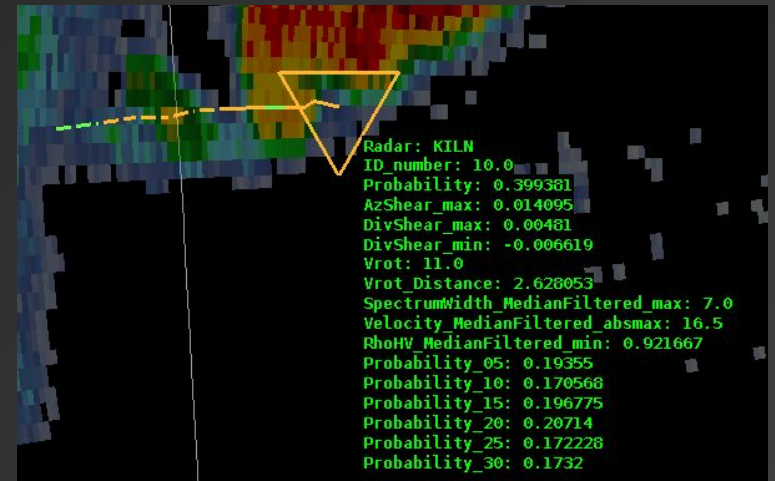 Radar: KILN
ID_number: 10.0
Probability: 0.399381
AzShear_max: 0.014095
DivShear_max: 0.00481
DivShear_min: -0.006619
Vrot: 11.0
Vrot_Distance: 2.628053
SpectrumWidth_MedianFiltered_max: 7.0
Velocity_MedianFiltered_absmax: 16.5
RhoHV_MedianFiltered_min: 0.921667
Probability_05: 0.19355
Probability_10: 0.170568
Probability_15: 0.196775
Probability_20: 0.20714
Probability_25: 0.172228
Probability_30: 0.1732